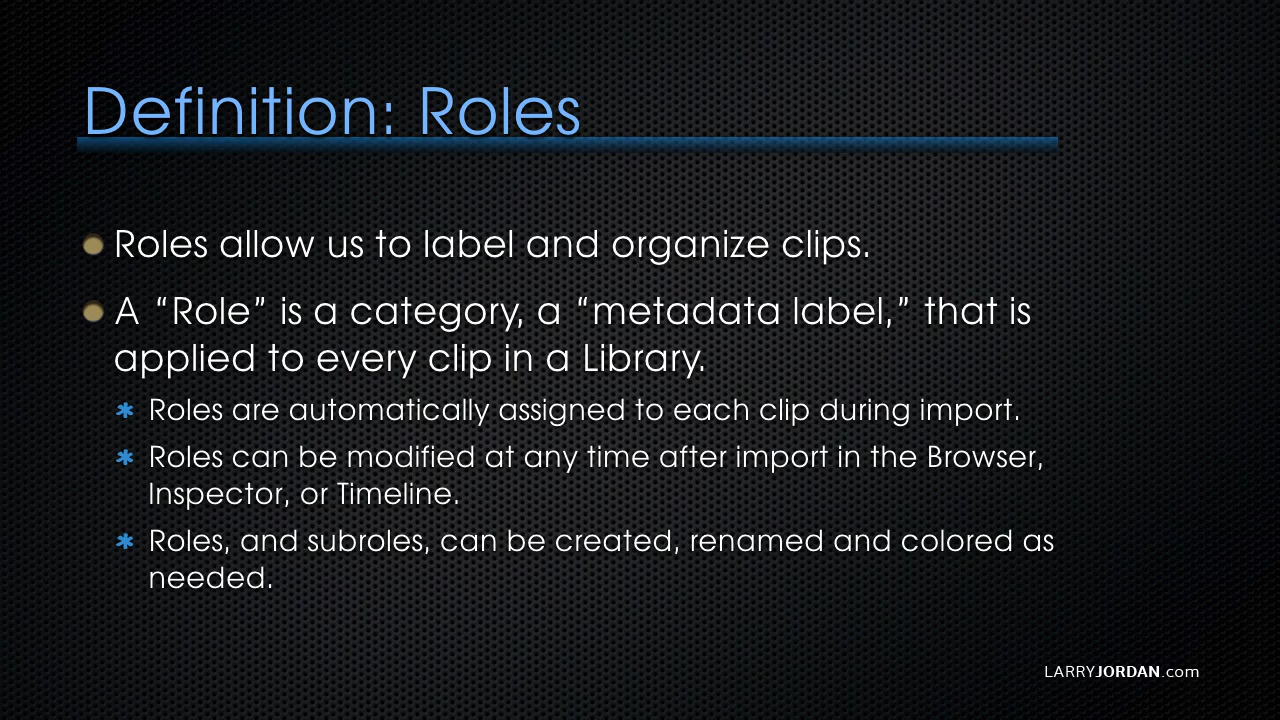 Definition: Roles
Roles allow us to label and organize clips.
A “Role” is a category, a “metadata label,” that is
applied to every clip in a Library.
Roles are automatically assigned to each clip during import.
Roles can be modified at any time after import in the Browser,
Inspector, or Timeline.
Roles, and subroles, can be created, renamed and colored as
needed.
LARRYJORDAN.com